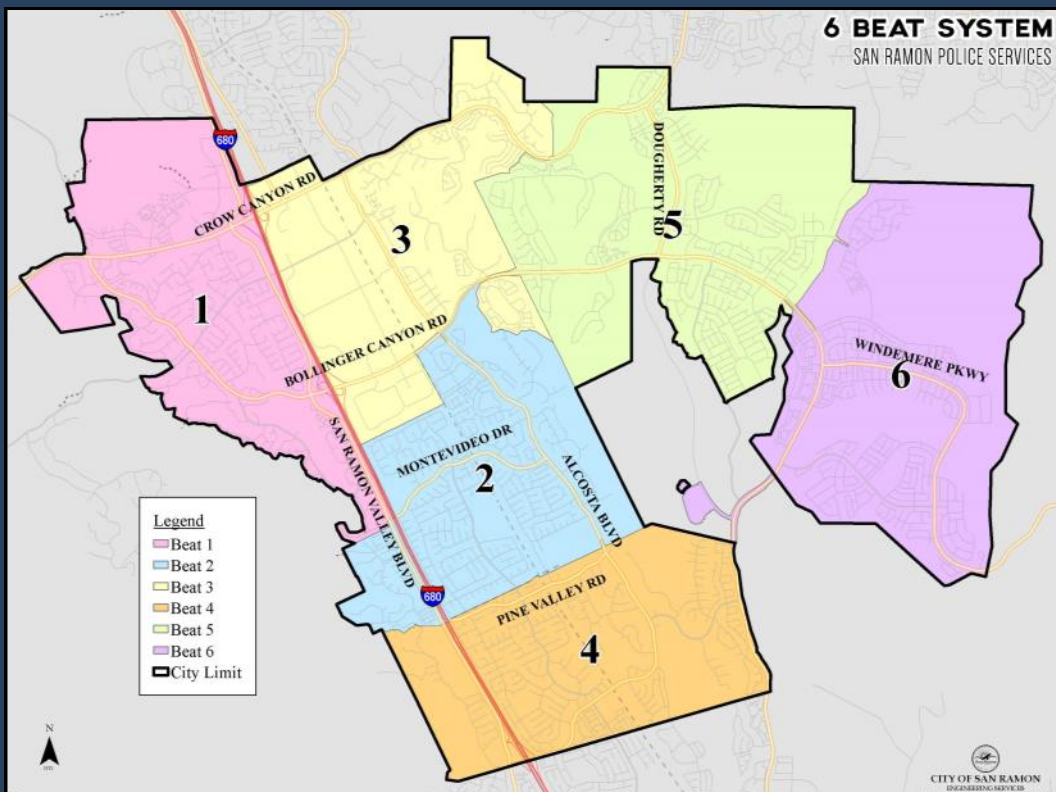 6 BEAT SYSTEM
SAN RAMON POLICE SERVICES
680
CROW CANYON RD
DOUGHERTY RD
3
5
1
BOLLINGER CANYON RD
WINDEMERE PKWY
6
SAN RAMON VALLEY BLVD
MONTEVIDEO DR
2
ALCOSTA BLVD
680
PINE VALLEY RD
4
Legend
Beat 1
Beat 2
Beat 3
Beat 4
Beat 5
Beat 6
City Limit
N
CITY OF SAN RAMON
ENGINEERING SERVICES